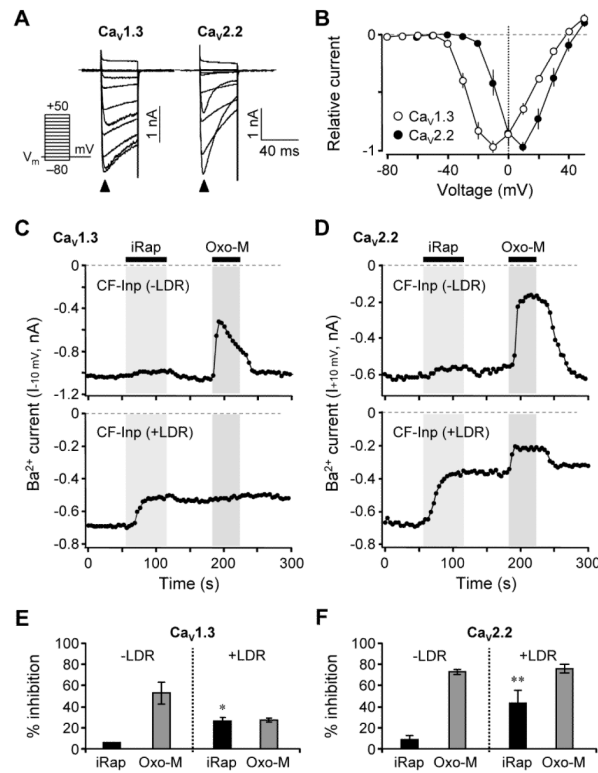 A
Cav1.3
Cav2.2
+50
Vm
mV
−80
1 nA
1 nA
40 ms
B
Relative current
0
-1
Cav1.3
Cav2.2
-80
-40
0
40
Voltage (mV)
C
Cav1.3
iRap
Oxo-M
0
CF-Inp (-LDR)
-0.4
-0.8
-1.2
0
CF-Inp (+LDR)
-0.2
-0.4
-0.6
-0.8
Ba2+ current (I-10 mV, nA)
0
100
200
300
Time (s)
D
Cav2.2
iRap
Oxo-M
0
CF-Inp (-LDR)
-0.2
-0.4
-0.6
0
CF-Inp (+LDR)
-0.2
-0.4
-0.6
-0.8
Ba2+ current (I+10 mV, nA)
0
100
200
300
Time (s)
E
Cav1.3
% inhibition
100
80
60
40
20
0
-LDR
+LDR
*
iRap
Oxo-M
iRap
Oxo-M
F
Cav2.2
% inhibition
100
80
60
40
20
0
-LDR
+LDR
**
iRap
Oxo-M
iRap
Oxo-M